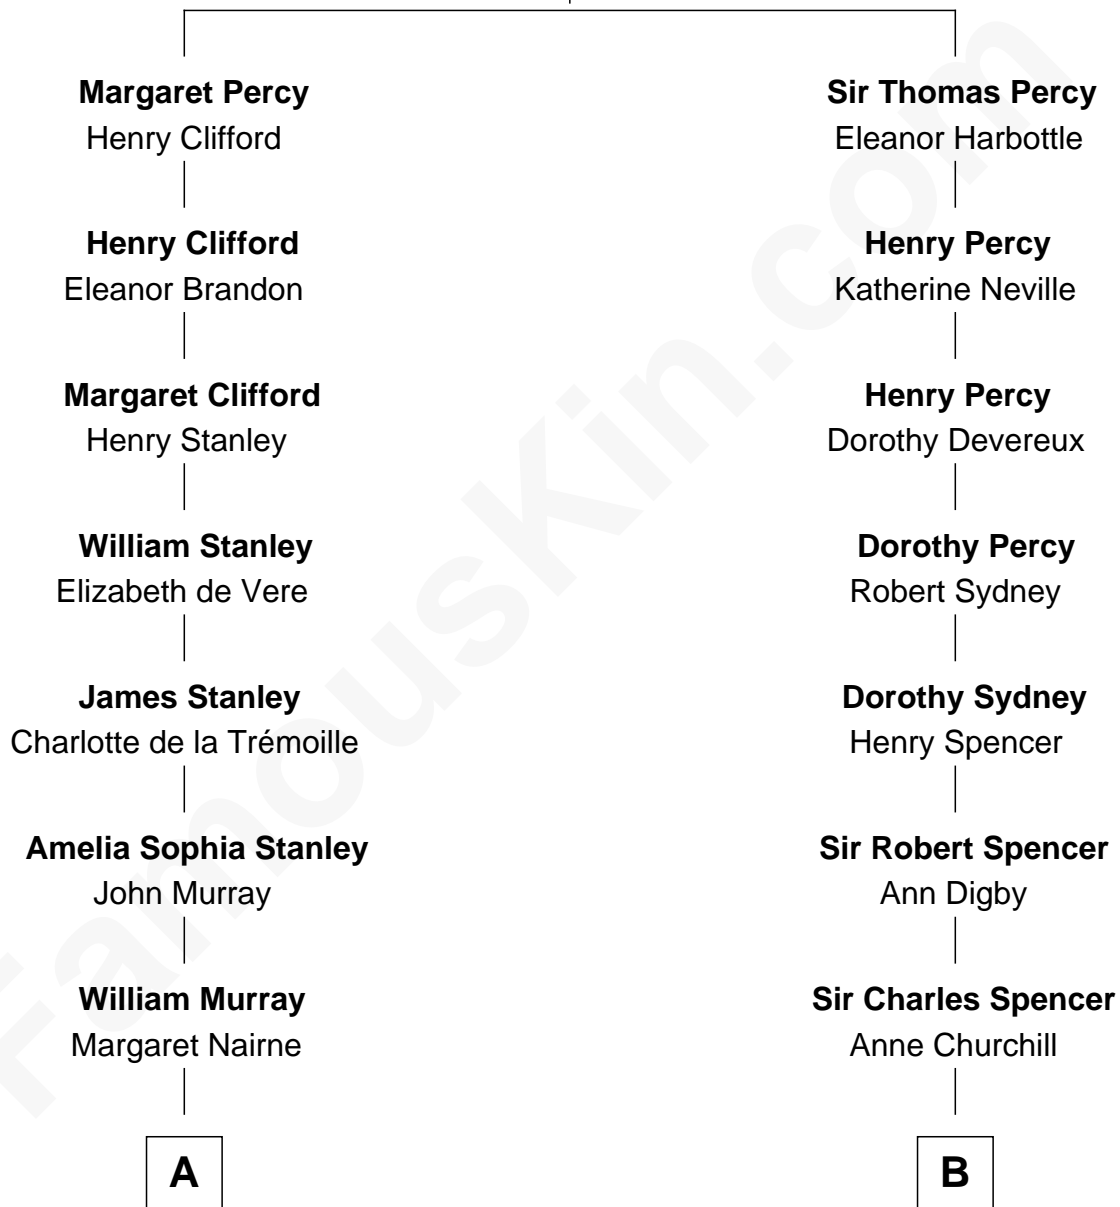 Margaret Percy
Henry Clifford
Henry Clifford
Eleanor Brandon
Margaret Clifford
Henry Stanley
William Stanley
Elizabeth de Vere
James Stanley
Charlotte de la Trémoille
Amelia Sophia Stanley
John Murray
William Murray
Margaret Nairne
A
Sir Thomas Percy
Eleanor Harbottle
Henry Percy
Katherine Neville
Henry Percy
Dorothy Devereux
Dorothy Percy
Robert Sydney
Dorothy Sydney
Henry Spencer
Sir Robert Spencer
Ann Digby
Sir Charles Spencer
Anne Churchill
B
FamousKin.com